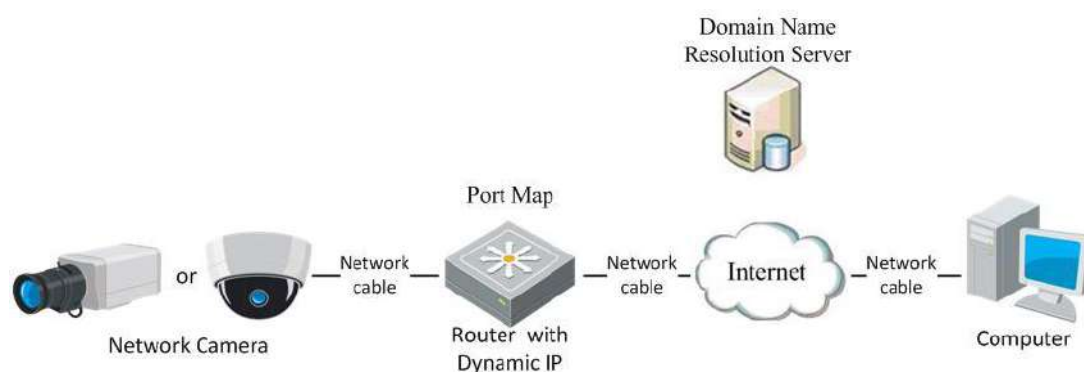 Domain Name
Resolution Server
Port Map
or
Network
cable
Network
cable
Internet
Network
cable
Network Camera
Router with
Dynamic IP
Computer